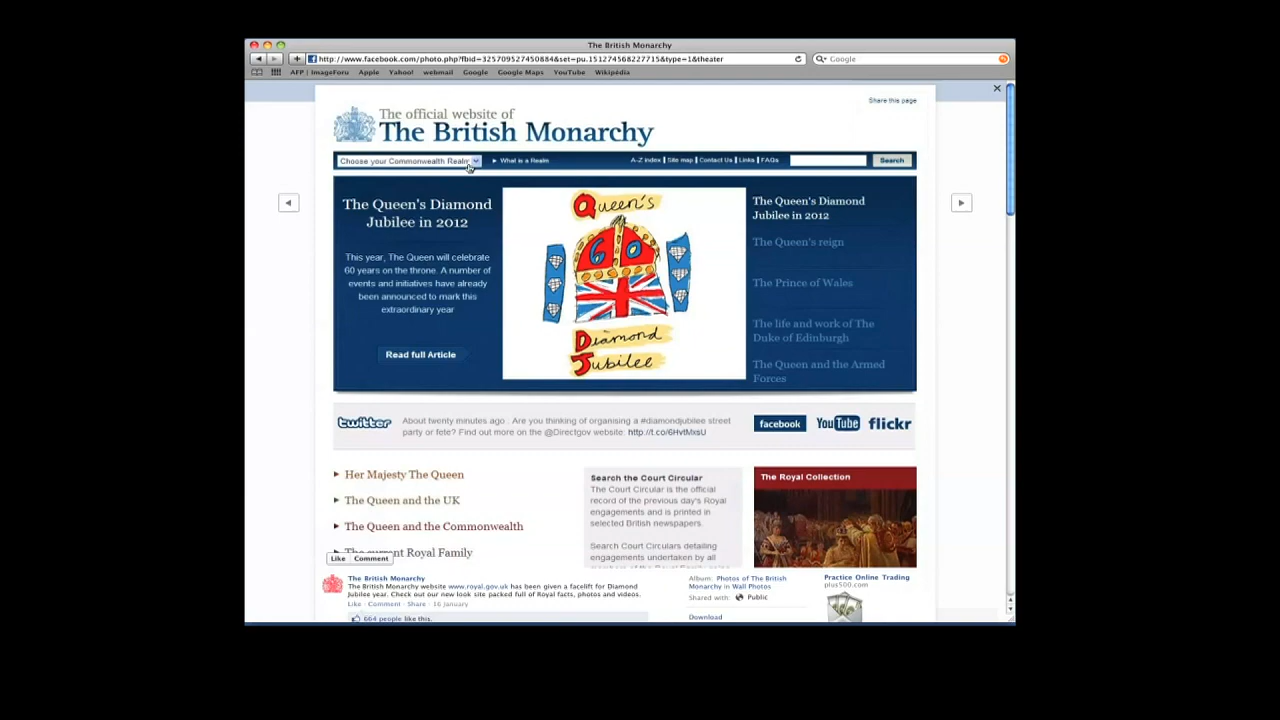 The British Monarchy
http://www.facebook.com/photo.php?fbid=325709527450884&set=pu.151274568227715&type=1&theater
Google
AFP | ImageForu Apple Yahoo! webmail Google Google Maps YouTube Wikipédia
Share this page
The official website of
The British Monarchy
Choose your Commonwealth Realm
What is a Realm
A-Z index | Site map | Contact Us | Links | FAQs
Search
The Queen's Diamond
Jubilee in 2012
This year, The Queen will celebrate
60 years on the throne. A number of
events and initiatives have already
been announced to mark this
extraordinary year
Read full Article
Queen's
60
Diamond
Jubilee
The Queen's Diamond
Jubilee in 2012
The Queen's reign
The Prince of Wales
The life and work of The
Duke of Edinburgh
The Queen and the Armed
Forces
twitter
About twenty minutes ago : Are you thinking of organising a #diamondjubilee street
party or fete? Find out more on the @Directgov website: http://t.co/6HvtMxsU
facebook YouTube flickr
Her Majesty The Queen
The Queen and the UK
The Queen and the Commonwealth
The current Royal Family
Search the Court Circular
The Court Circular is the official
record of the previous day's Royal
engagements and is printed in
selected British newspapers.
Search Court Circulars detailing
engagements undertaken by all
The Royal Collection
Like Comment
The British Monarchy
The British Monarchy website www.royal.gov.uk has been given a facelift for Diamond
Jubilee year. Check out our new look site packed full of Royal facts, photos and videos.
Like · Comment · Share · 16 January
664 people like this.
Album: Photos of The British
Monarchy in Wall Photos
Shared with: Public
Download
Practice Online Trading
plus500.com